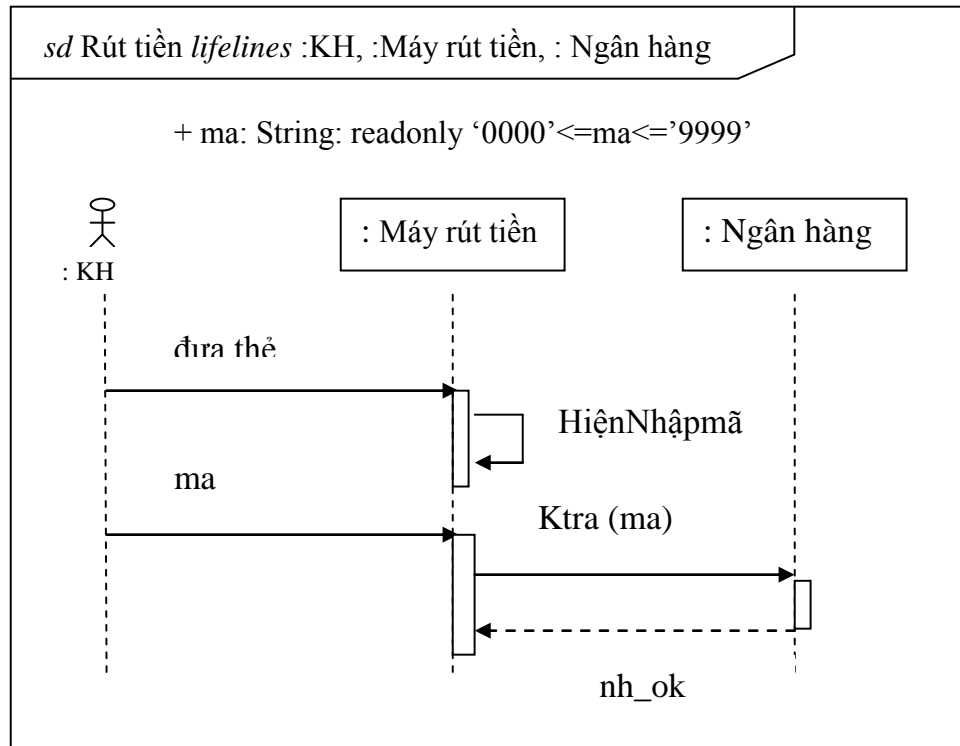 sd Rút tiền lifelines :KH, :Máy rút tiền, : Ngân hàng
+ ma: String: readonly ‘0000’<=ma<=’9999’
: Máy rút tiền
: Ngân hàng
: KH
đưa thẻ
HiệnNhậpmã
ma
Ktra (ma)
nh_ok